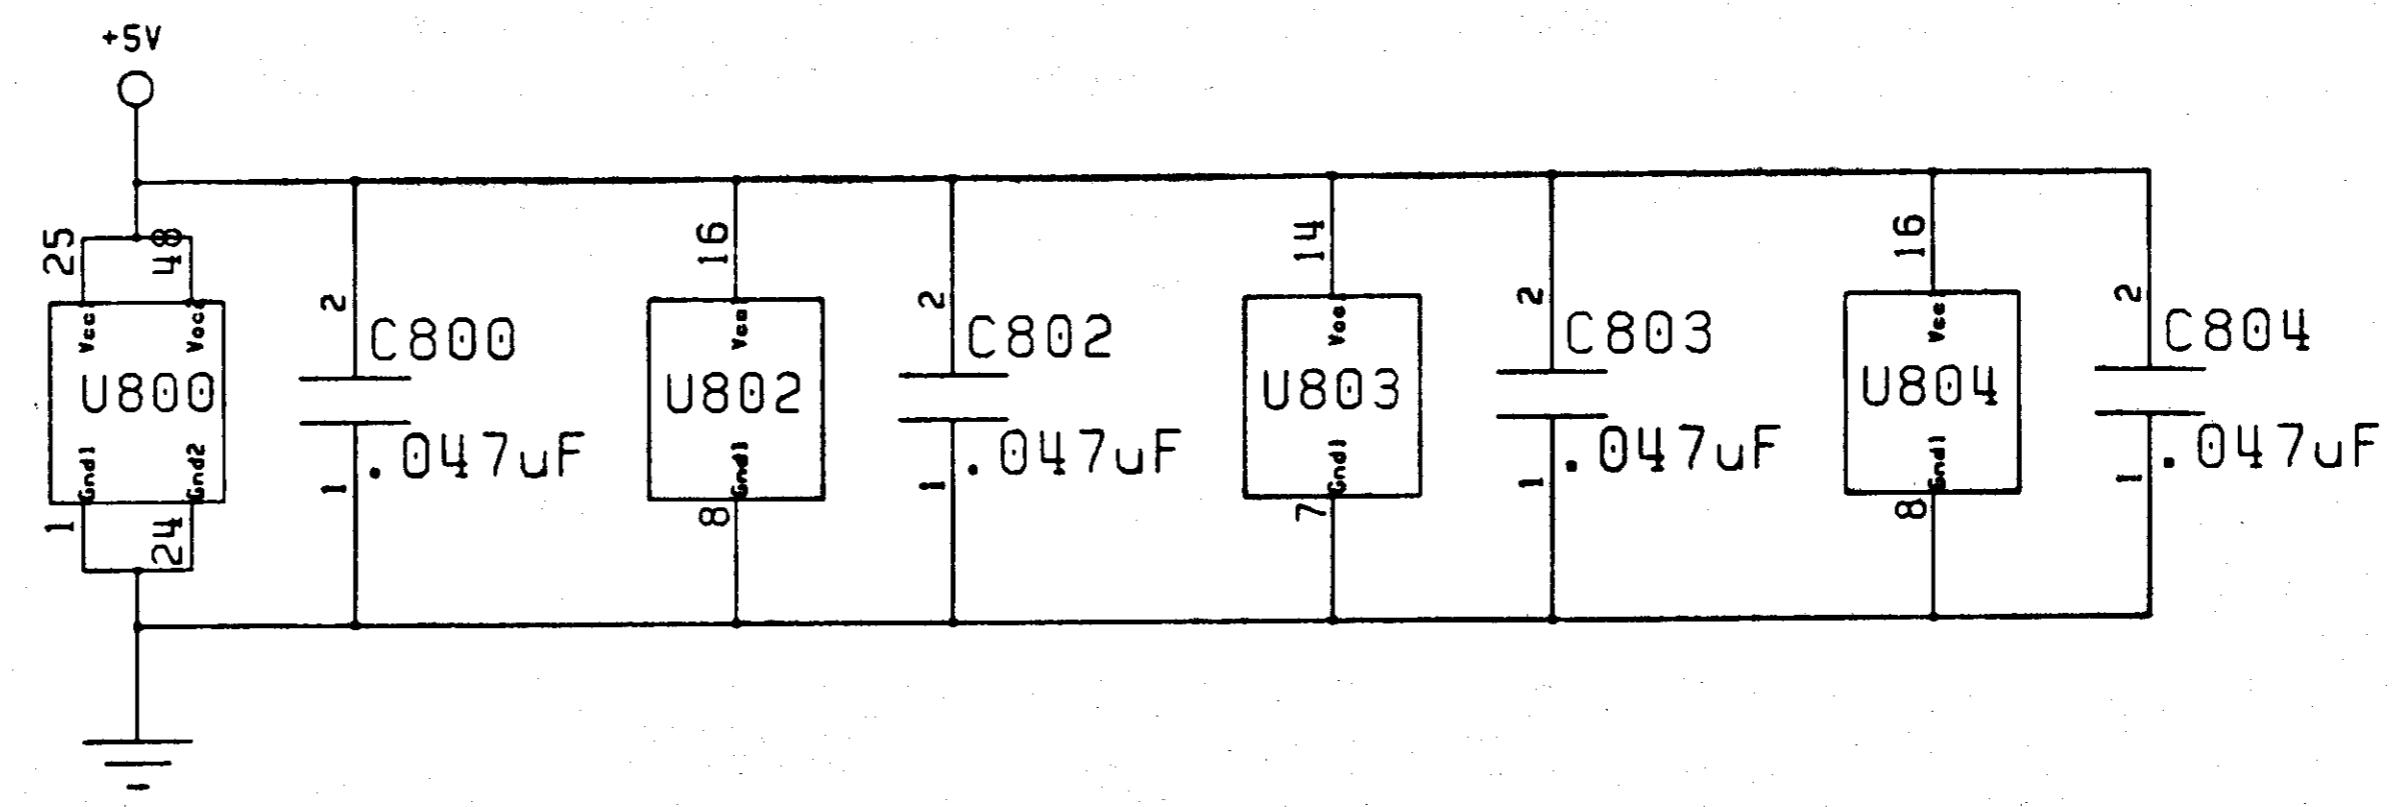 +5V
25
48
Vcc
Vcc2
U800
Gnd1
Gnd2
1
24
2
C800
.047uF
1
16
Vcc
U802
Gnd1
8
2
C802
.047uF
1
14
Vcc
U803
Gnd1
7
2
C803
.047uF
1
16
Vcc
U804
Gnd1
8
2
C804
.047uF
1